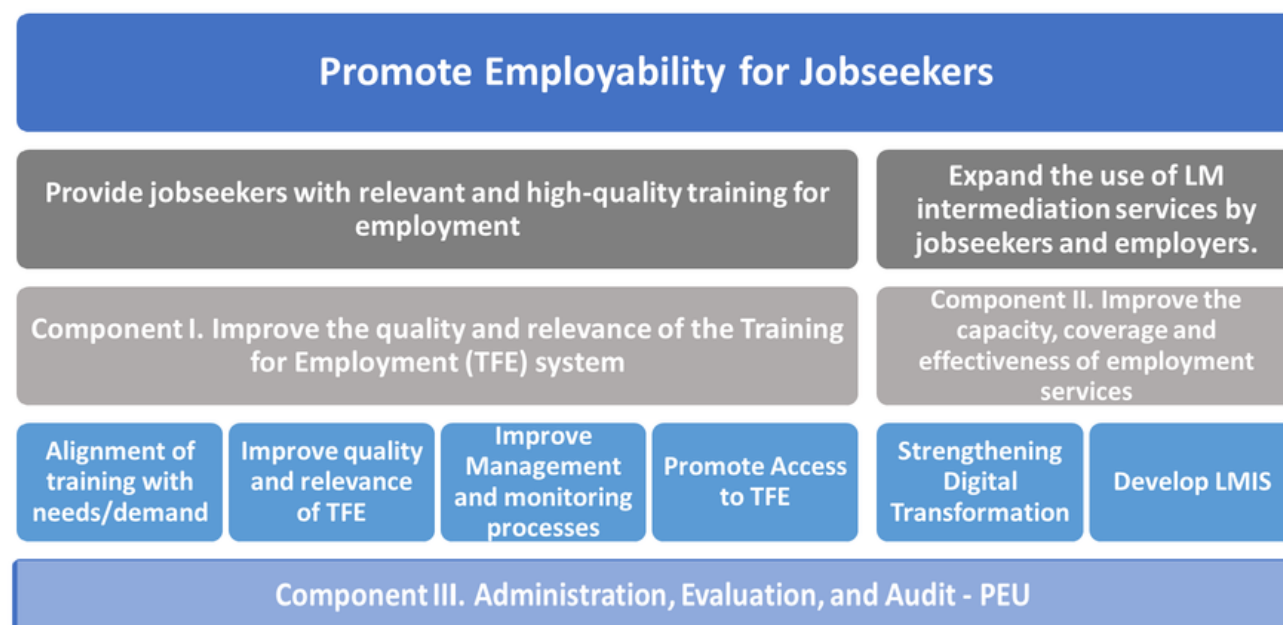 Promote Employability for Jobseekers
Provide jobseekers with relevant and high-quality training for
employment
Expand the use of LM
intermediation services by
jobseekers and employers.
Component I. Improve the quality and relevance of the Training
for Employment (TFE) system
Component II. Improve the
capacity, coverage and
effectiveness of employment
services
Alignment of
training with
needs/demand
Improve quality
and relevance
of TFE
Improve
Management
and monitoring
processes
Promote Access
to TFE
Strengthening
Digital
Transformation
Develop LMIS
Component III. Administration, Evaluation, and Audit - PEU